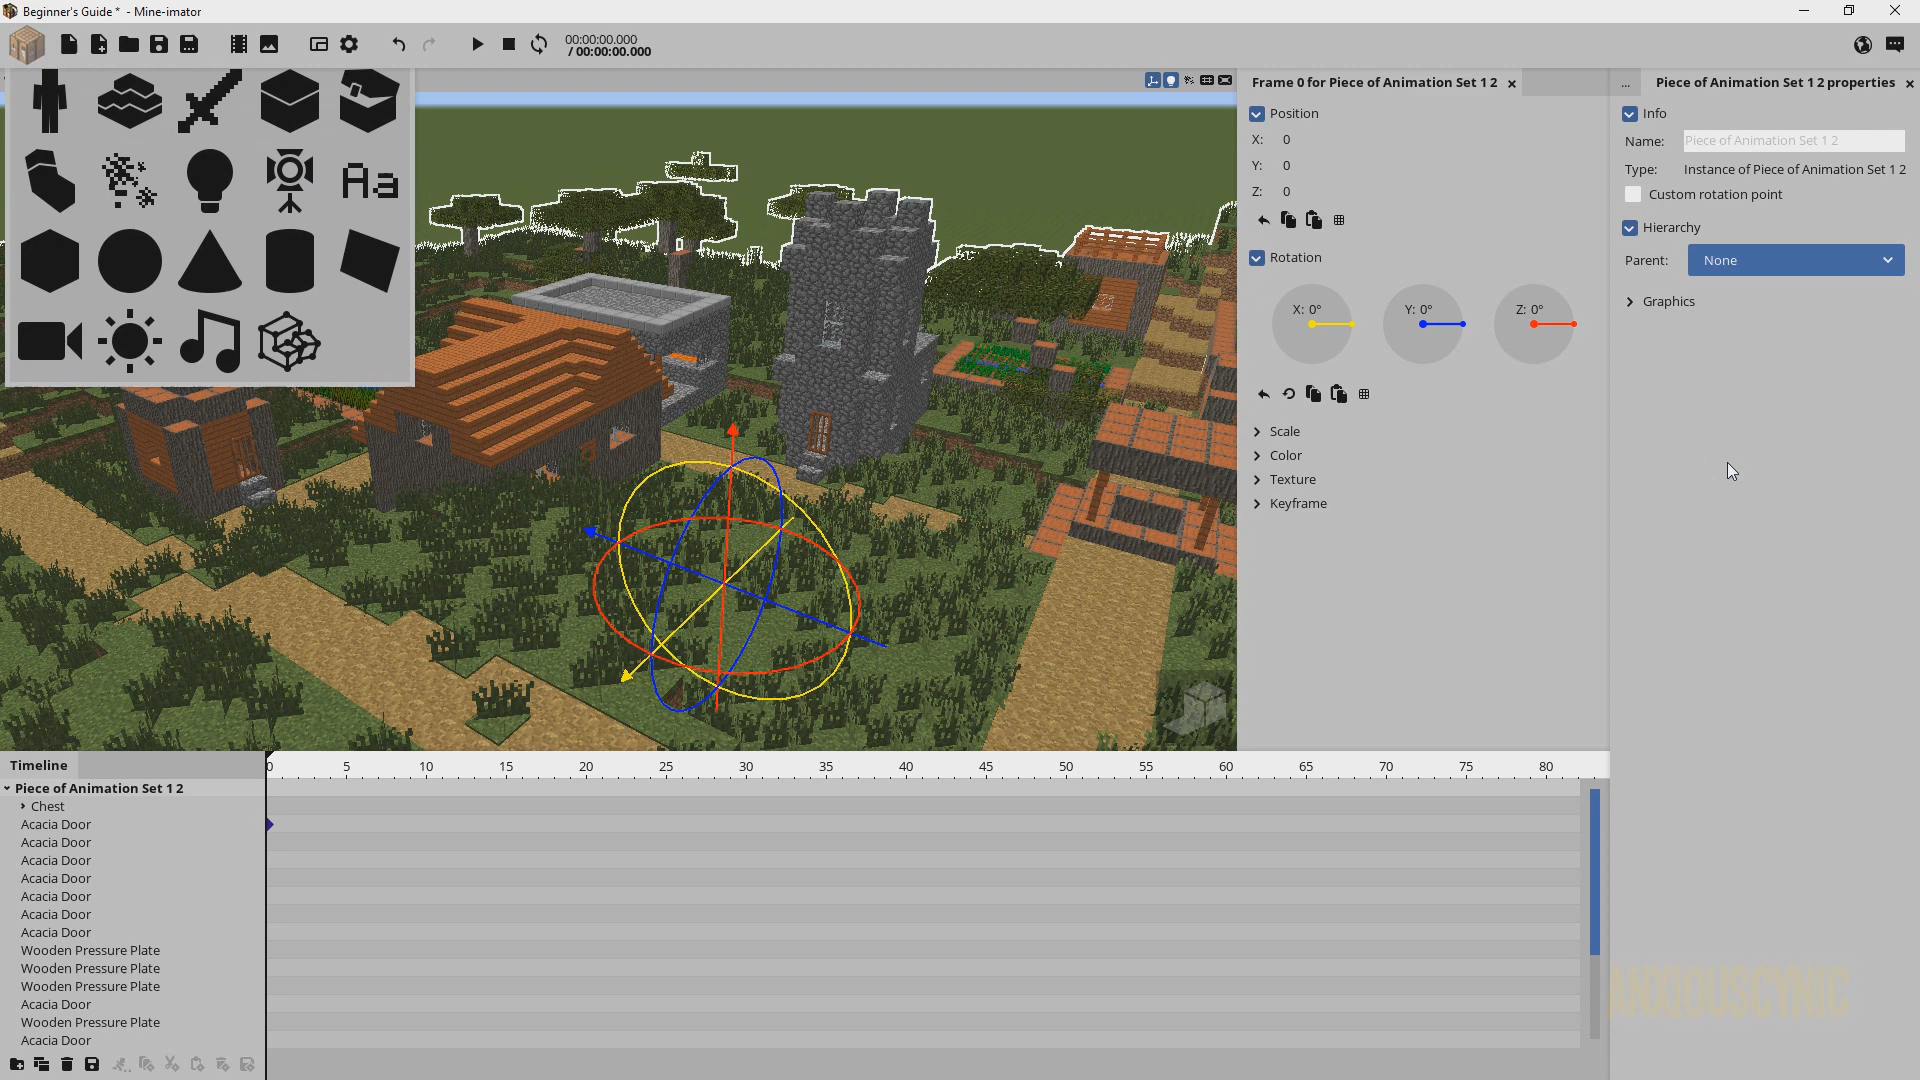 Beginner's Guide * - Mine-imator
00:00:00.000
/ 00:00:00.000
Aa
Frame 0 for Piece of Animation Set 1 2
Position
X: 0
Y: 0
Z: 0
Rotation
X: 0° Y: 0° Z: 0°
Scale
Color
Texture
Keyframe
... Piece of Animation Set 1 2 properties
Info
Name: Piece of Animation Set 1 2
Type: Instance of Piece of Animation Set 1 2
Custom rotation point
Hierarchy
Parent: None
Graphics
Timeline
0 5 10 15 20 25 30 35 40 45 50 55 60 65 70 75 80
Piece of Animation Set 1 2
Chest
Acacia Door
Acacia Door
Acacia Door
Acacia Door
Acacia Door
Acacia Door
Acacia Door
Wooden Pressure Plate
Wooden Pressure Plate
Wooden Pressure Plate
Acacia Door
Wooden Pressure Plate
Acacia Door
ANXIOUSCYNIC